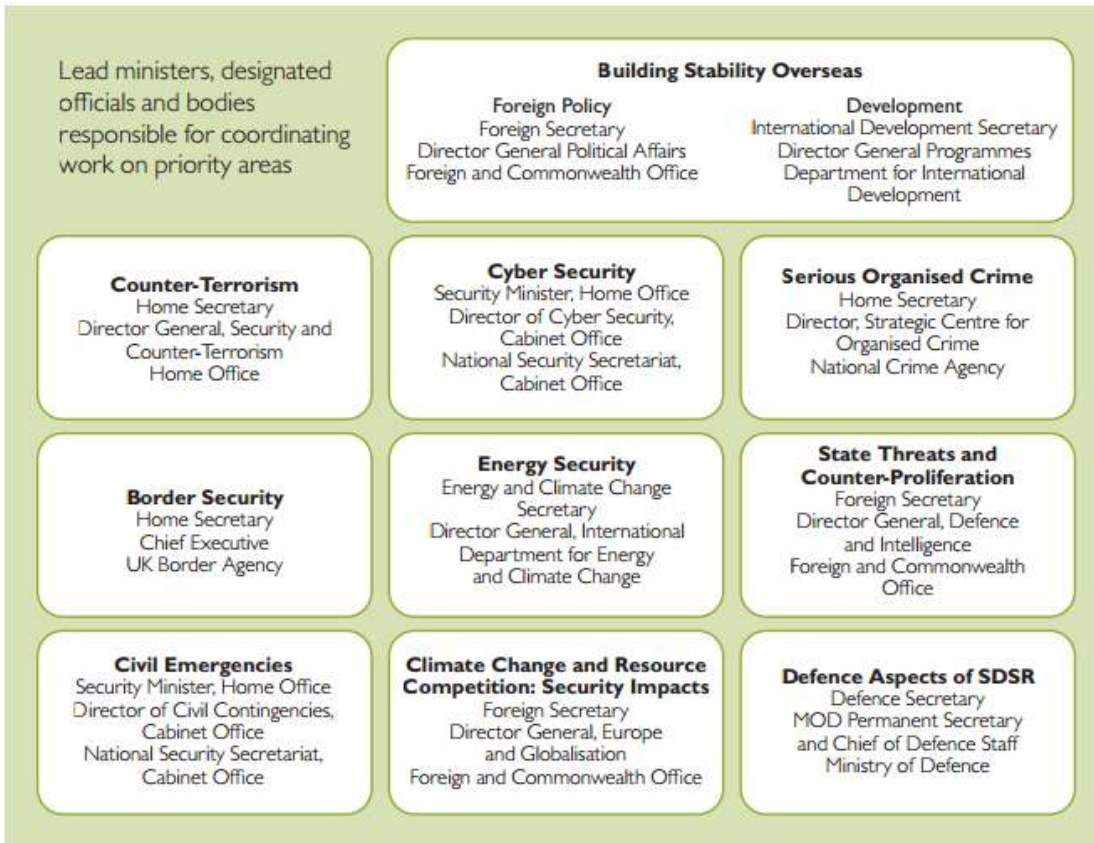 Lead ministers, designated
officials and bodies
responsible for coordinating
work on priority areas
Building Stability Overseas
Foreign Policy
Foreign Secretary
Director General Political Affairs
Foreign and Commonwealth Office
Development
International Development Secretary
Director General Programmes
Department for International
Development
Counter-Terrorism
Home Secretary
Director General, Security and
Counter-Terrorism
Home Office
Cyber Security
Security Minister, Home Office
Director of Cyber Security,
Cabinet Office
National Security Secretariat,
Cabinet Office
Serious Organised Crime
Home Secretary
Director, Strategic Centre for
Organised Crime
National Crime Agency
Border Security
Home Secretary
Chief Executive
UK Border Agency
Energy Security
Energy and Climate Change
Secretary
Director General, International
Department for Energy
and Climate Change
State Threats and
Counter-Proliferation
Foreign Secretary
Director General, Defence
and Intelligence
Foreign and Commonwealth
Office
Civil Emergencies
Security Minister, Home Office
Director of Civil Contingencies,
Cabinet Office
National Security Secretariat,
Cabinet Office
Climate Change and Resource
Competition: Security Impacts
Foreign Secretary
Director General, Europe
and Globalisation
Foreign and Commonwealth Office
Defence Aspects of SDSR
Defence Secretary
MOD Permanent Secretary
and Chief of Defence Staff
Ministry of Defence